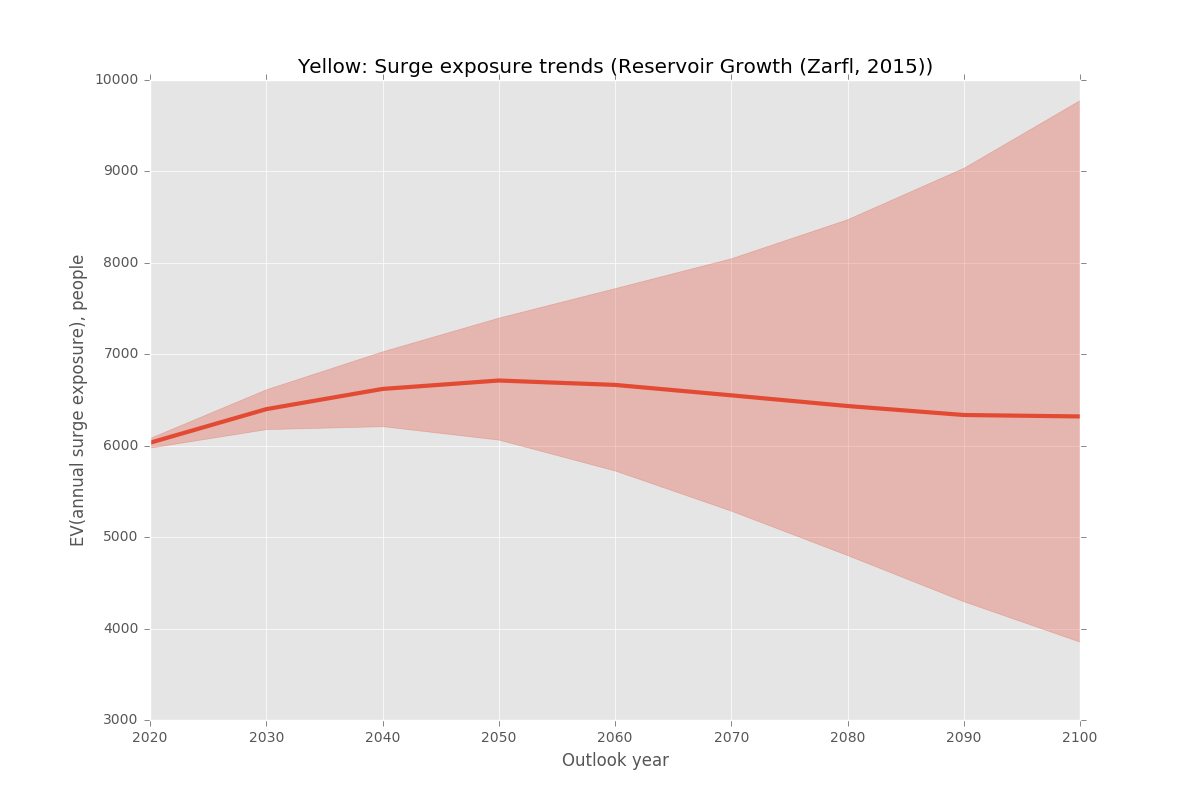 Yellow: Surge exposure trends (Reservoir Growth (Zarfl, 2015))
EV(annual surge exposure), people
10000
9000
8000
7000
6000
5000
4000
3000
2020 2030 2040 2050 2060 2070 2080 2090 2100
Outlook year